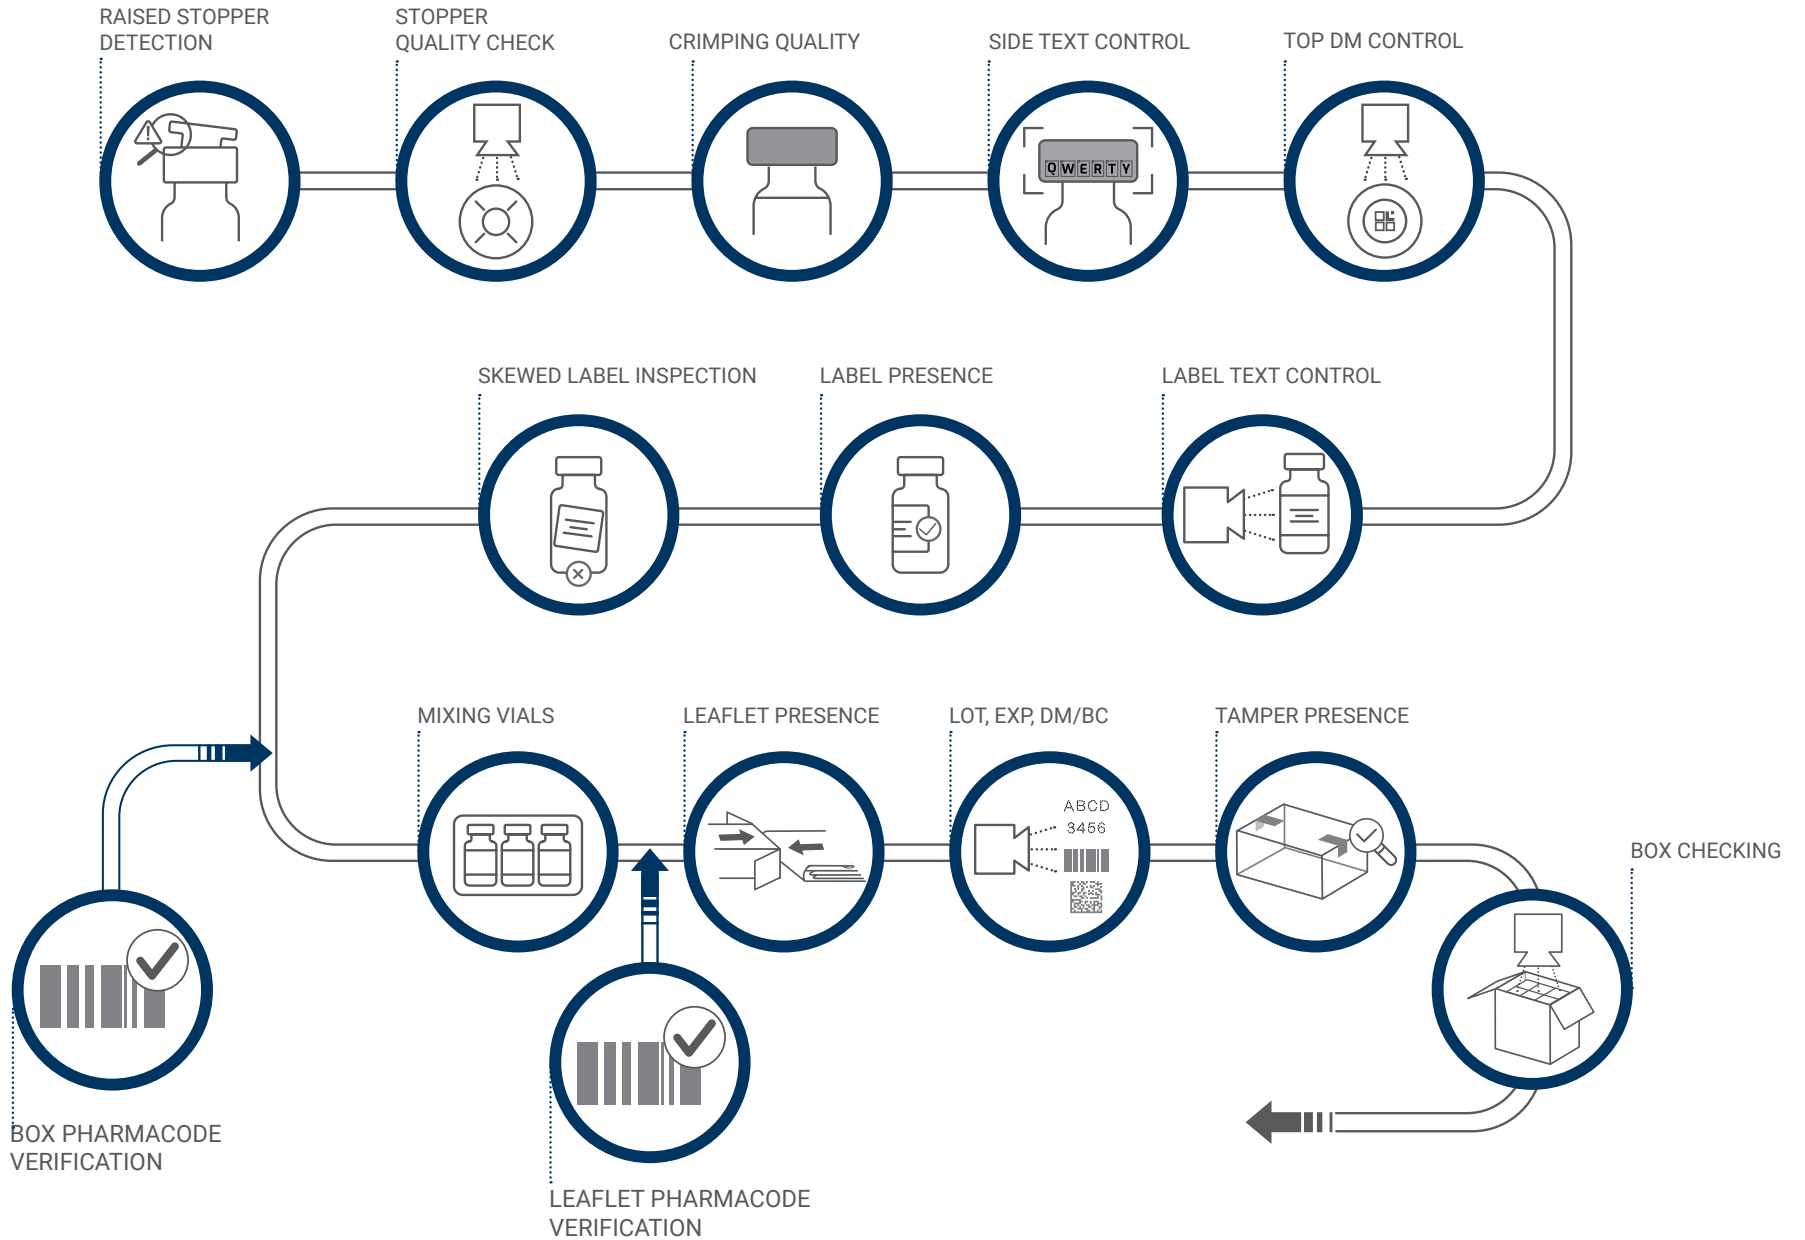 RAISED STOPPER
DETECTION
STOPPER
QUALITY CHECK
CRIMPING QUALITY
SIDE TEXT CONTROL
TOP DM CONTROL
QWERTY
SKEWED LABEL INSPECTION
LABEL PRESENCE
LABEL TEXT CONTROL
MIXING VIALS
LEAFLET PRESENCE
LOT, EXP, DM/BC
TAMPER PRESENCE
ABCD
3456
BOX CHECKING
BOX PHARMACODE
VERIFICATION
LEAFLET PHARMACODE
VERIFICATION